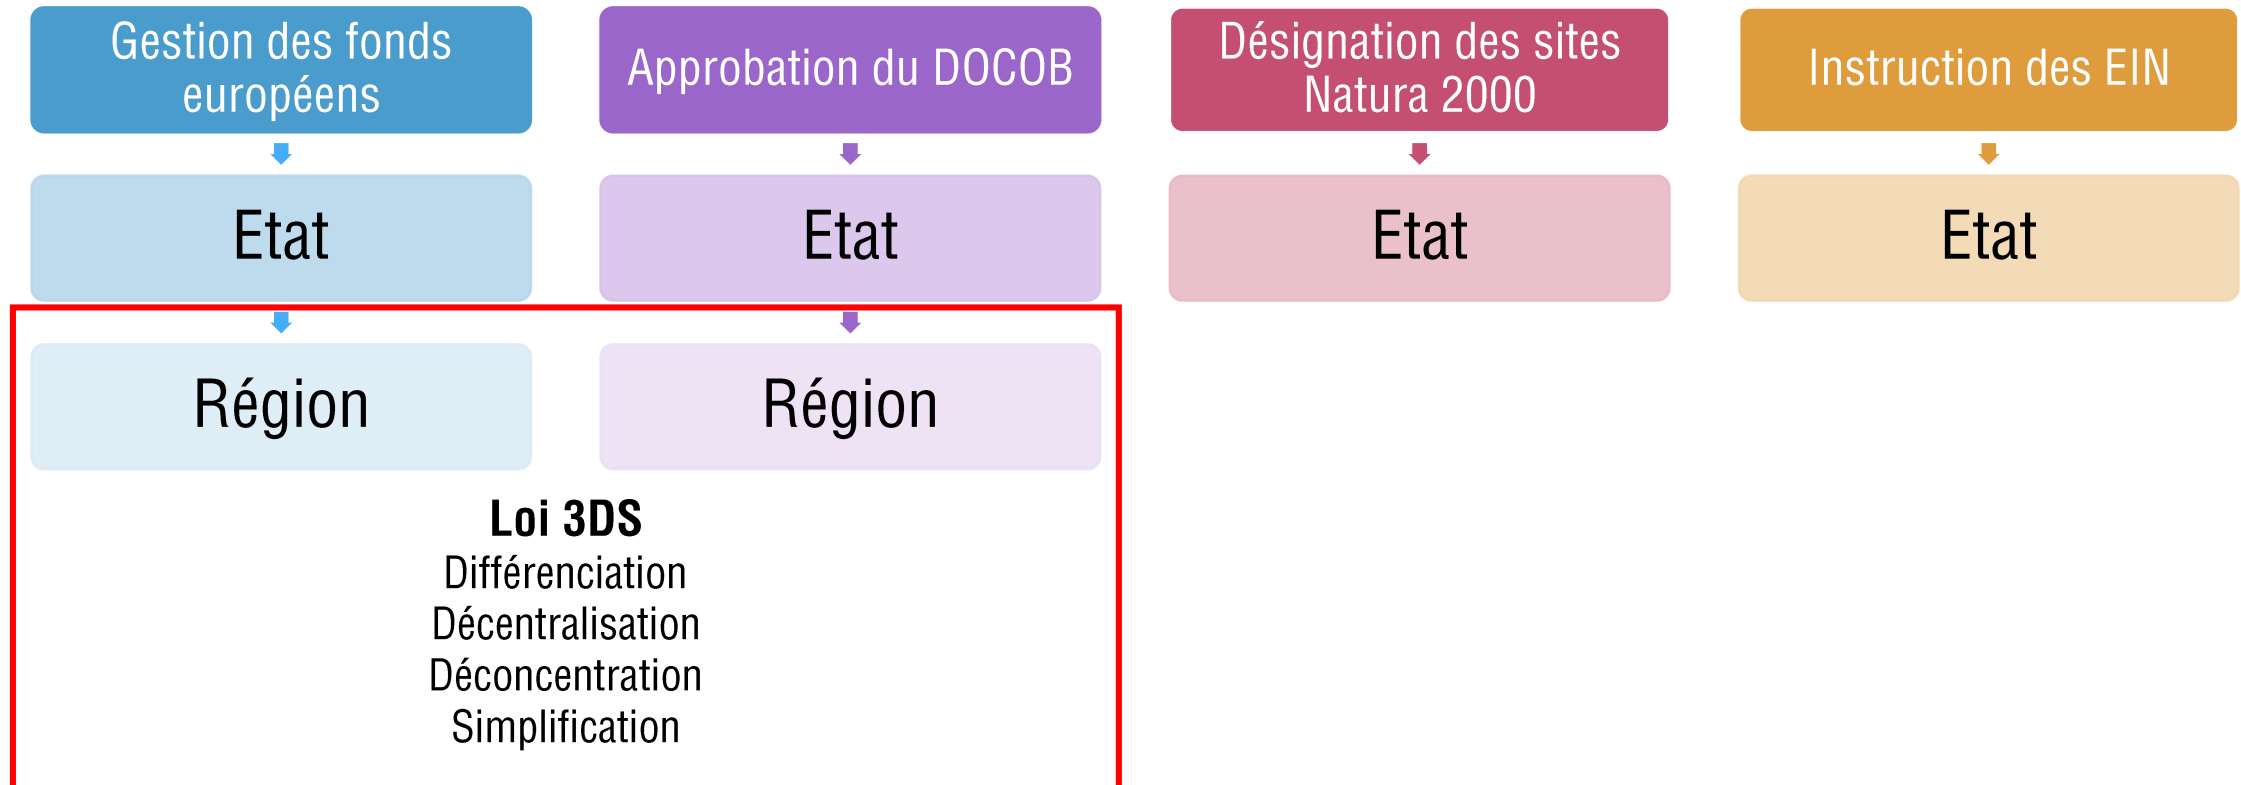 Gestion des fonds
européens
Approbation du DOCOB
Désignation des sites
Natura 2000
Instruction des EIN
Etat
Etat
Etat
Etat
Région
Région
Loi 3DS
Différenciation
Décentralisation
Déconcentration
Simplification